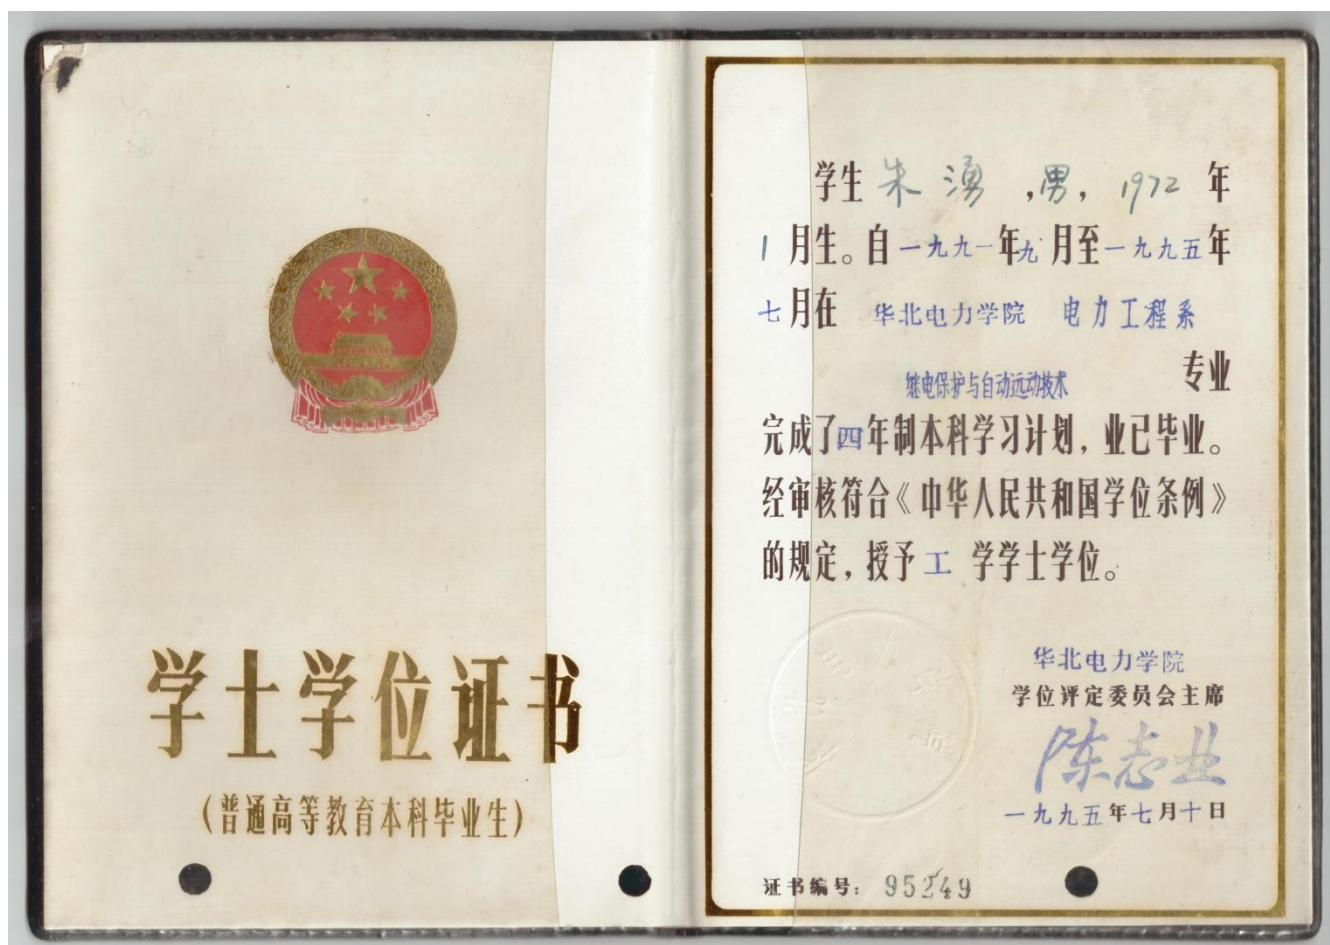 学士学位证书
(普通高等教育本科毕业生)
学生 朱湧 ,男, 1972 年
1 月生。自一九九一年九月至一九九五年
七月在 华北电力学院 电力工程系
继电保护与自动远动技术 专业
完成了四年制本科学习计划,业已毕业。
经审核符合《中华人民共和国学位条例》
的规定,授予工 学学士学位。
华北电力学院
学位评定委员会主席
陈志业
一九九五年七月十日
证书编号: 95249